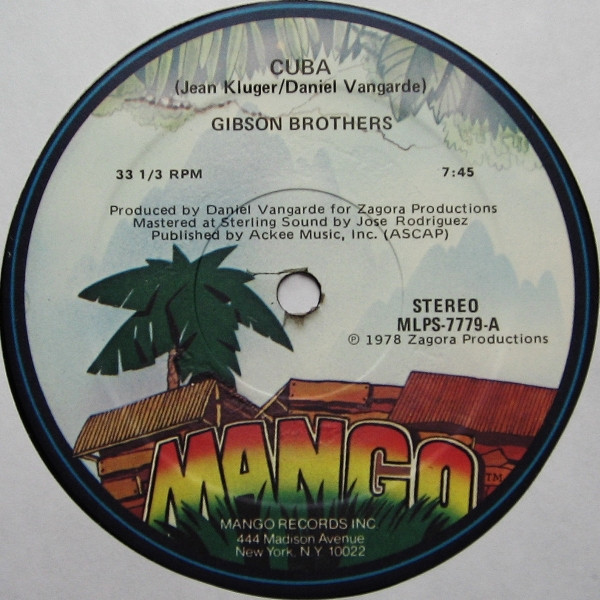 CUBA
(Jean Kluger/Daniel Vangarde)
GIBSON BROTHERS
33 1/3 RPM
7:45
Produced by Daniel Vangarde for Zagora Productions
Mastered at Sterling Sound by Jose Rodriguez
Published by Ackee Music, Inc. (ASCAP)
STEREO
MLPS-7779-A
℗ 1978 Zagora Productions
MANGO TM
MANGO RECORDS INC
444 Madison Avenue
New York, N.Y 10022